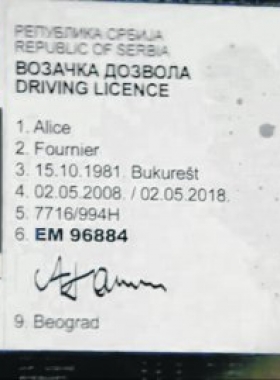 РЕПУБЛИКА СРБИЈА
REPUBLIC OF SERBIA
ВОЗАЧКА ДОЗВОЛА
DRIVING LICENCE
1. Alice
2. Fournier
3. 15.10.1981. Bukurešt
4. 02.05.2008. / 02.05.2018.
5. 7716/994H
6. EM 96884
9. Beograd